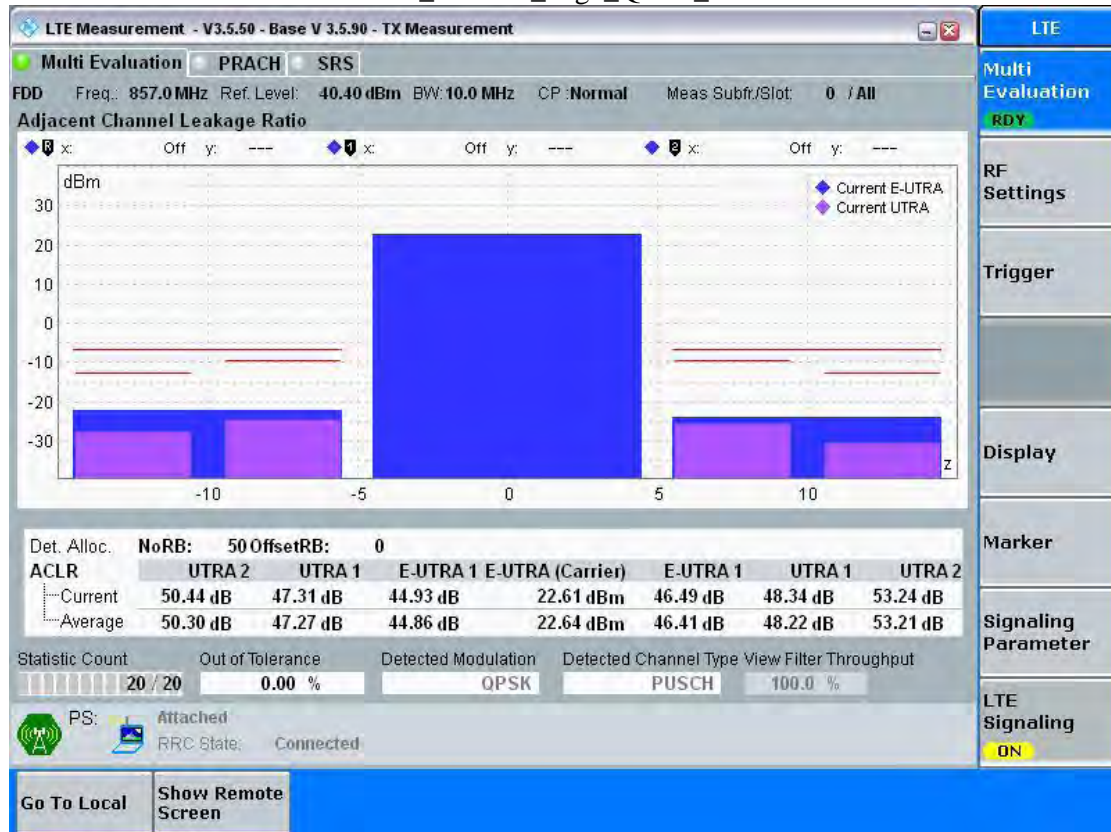 LTE Measurement - V3.5.50 - Base V 3.5.90 - TX Measurement
LTE
Multi Evaluation PRACH SRS
FDD Freq.: 857.0 MHz Ref. Level: 40.40 dBm BW: 10.0 MHz CP :Normal Meas Subfr./Slot: 0 / All
Adjacent Channel Leakage Ratio
R x: Off y: --- 1 x: Off y: --- 2 x: Off y: ---
dBm
Current E-UTRA
Current UTRA
30
20
10
0
-10
-20
-30
z
-10 -5 0 5 10
Det. Alloc. NoRB: 50 OffsetRB: 0
ACLR UTRA 2 UTRA 1 E-UTRA 1 E-UTRA (Carrier) E-UTRA 1 UTRA 1 UTRA 2
Current 50.44 dB 47.31 dB 44.93 dB 22.61 dBm 46.49 dB 48.34 dB 53.24 dB
Average 50.30 dB 47.27 dB 44.86 dB 22.64 dBm 46.41 dB 48.22 dB 53.21 dB
Statistic Count Out of Tolerance Detected Modulation Detected Channel Type View Filter Throughput
20 / 20 0.00 % QPSK PUSCH 100.0 %
PS: Attached
RRC State: Connected
Multi
Evaluation
RDY
RF
Settings
Trigger
Display
Marker
Signaling
Parameter
LTE
Signaling
ON
Go To Local
Show Remote
Screen